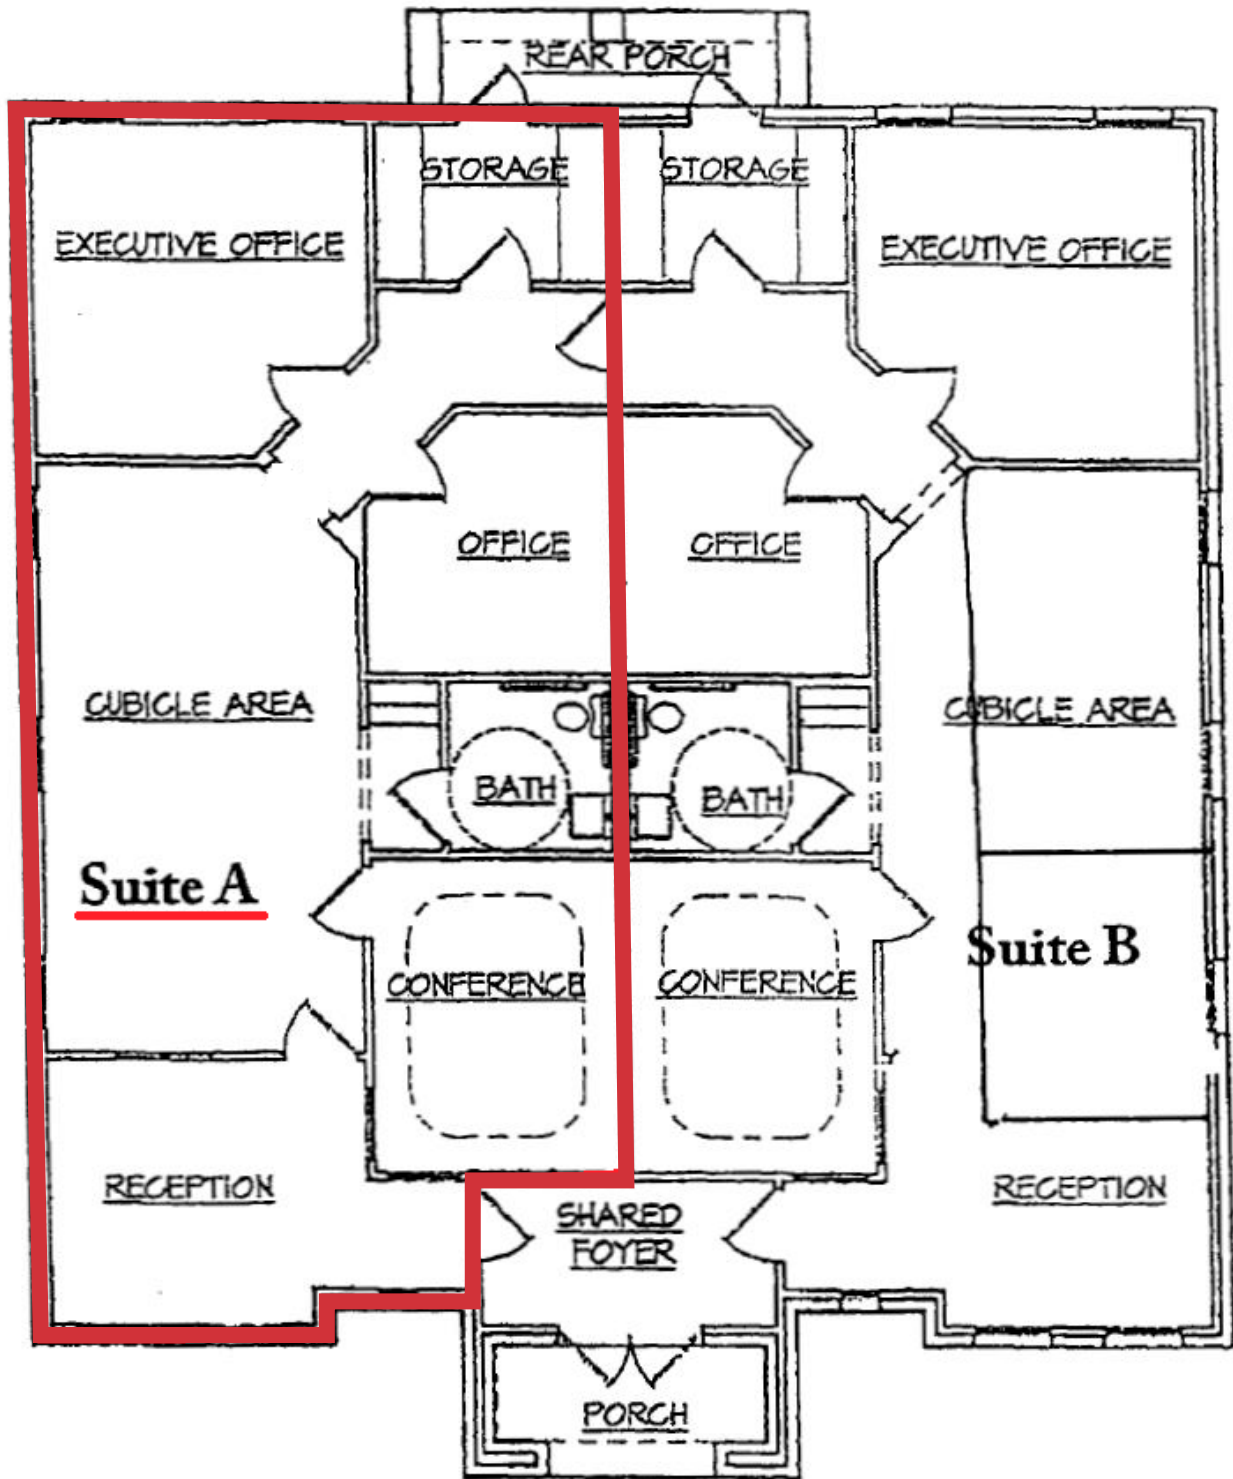 REAR PORCH
STORAGE
STORAGE
EXECUTIVE OFFICE
EXECUTIVE OFFICE
OFFICE
OFFICE
CUBICLE AREA
CUBICLE AREA
BATH
BATH
Suite A
Suite B
CONFERENCE
CONFERENCE
RECEPTION
RECEPTION
SHARED
FOYER
PORCH